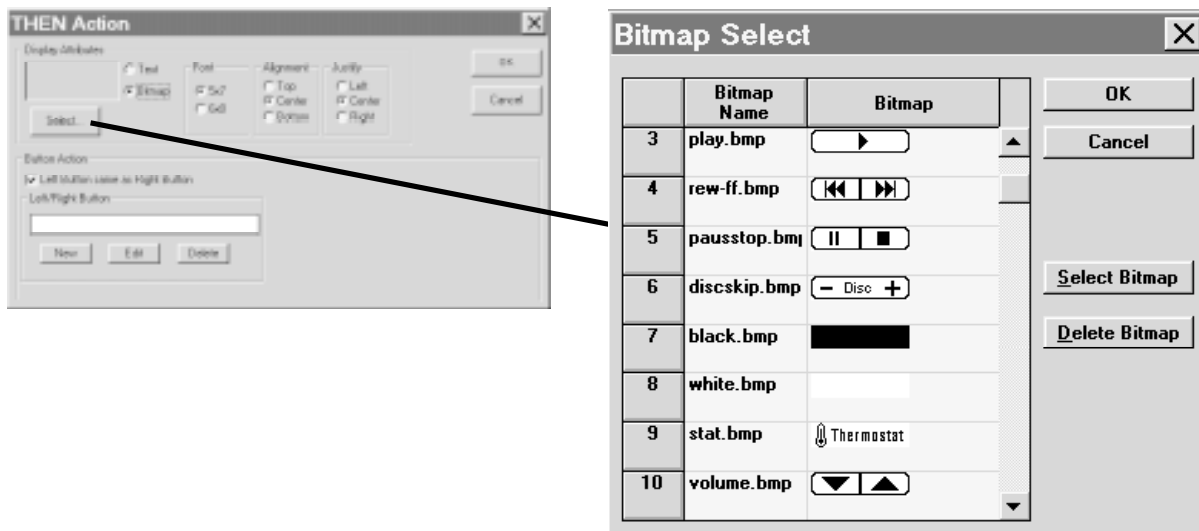 THEN Action
Display Attributes
Text
Bitmap
Select...
Font
5x7
6x8
Alignment
Top
Center
Bottom
Justify
Left
Center
Right
OK
Cancel
Button Action
Left Button same as Right Button
Left/Right Button
New
Edit
Delete
Bitmap Select
Bitmap Name
Bitmap
3 play.bmp
4 rew-ff.bmp
5 pausstop.bmp
6 discskip.bmp - Disc +
7 black.bmp
8 white.bmp
9 stat.bmp Thermostat
10 volume.bmp
OK
Cancel
Select Bitmap
Delete Bitmap